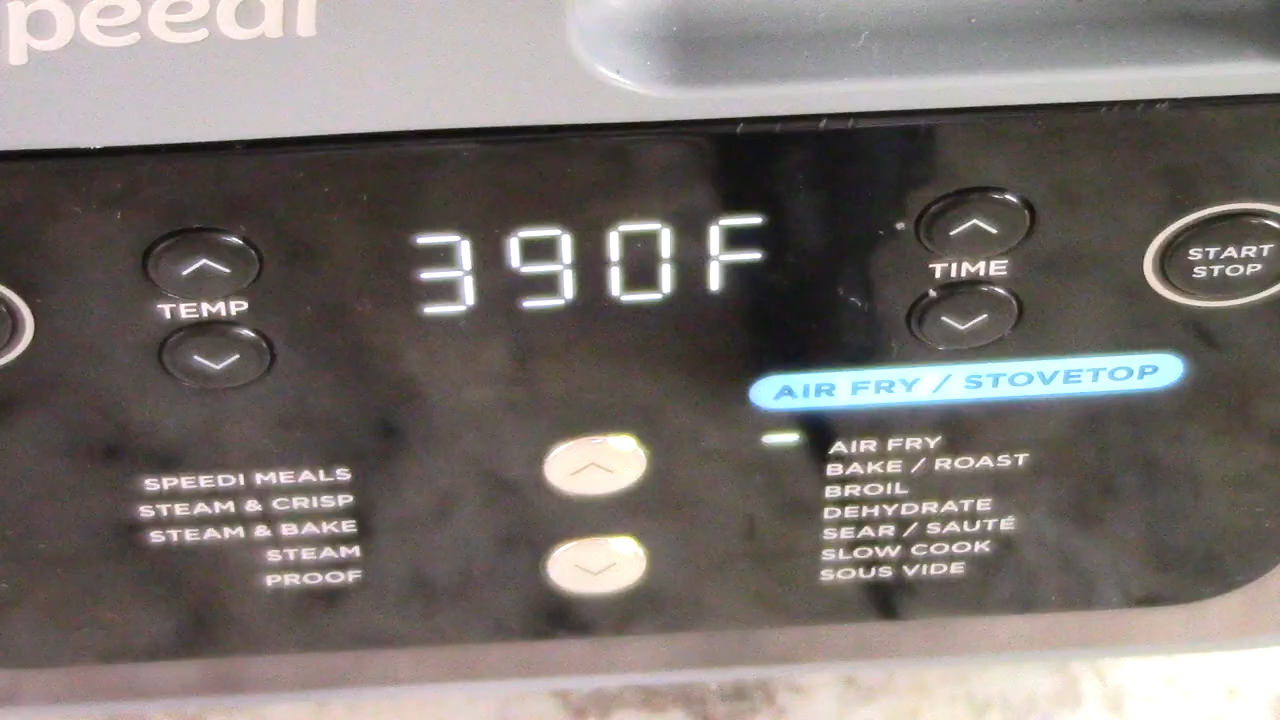 speedi
390F
TEMP
TIME
START
STOP
AIR FRY / STOVETOP
SPEEDI MEALS
STEAM & CRISP
STEAM & BAKE
STEAM
PROOF
AIR FRY
BAKE / ROAST
BROIL
DEHYDRATE
SEAR / SAUTÉ
SLOW COOK
SOUS VIDE